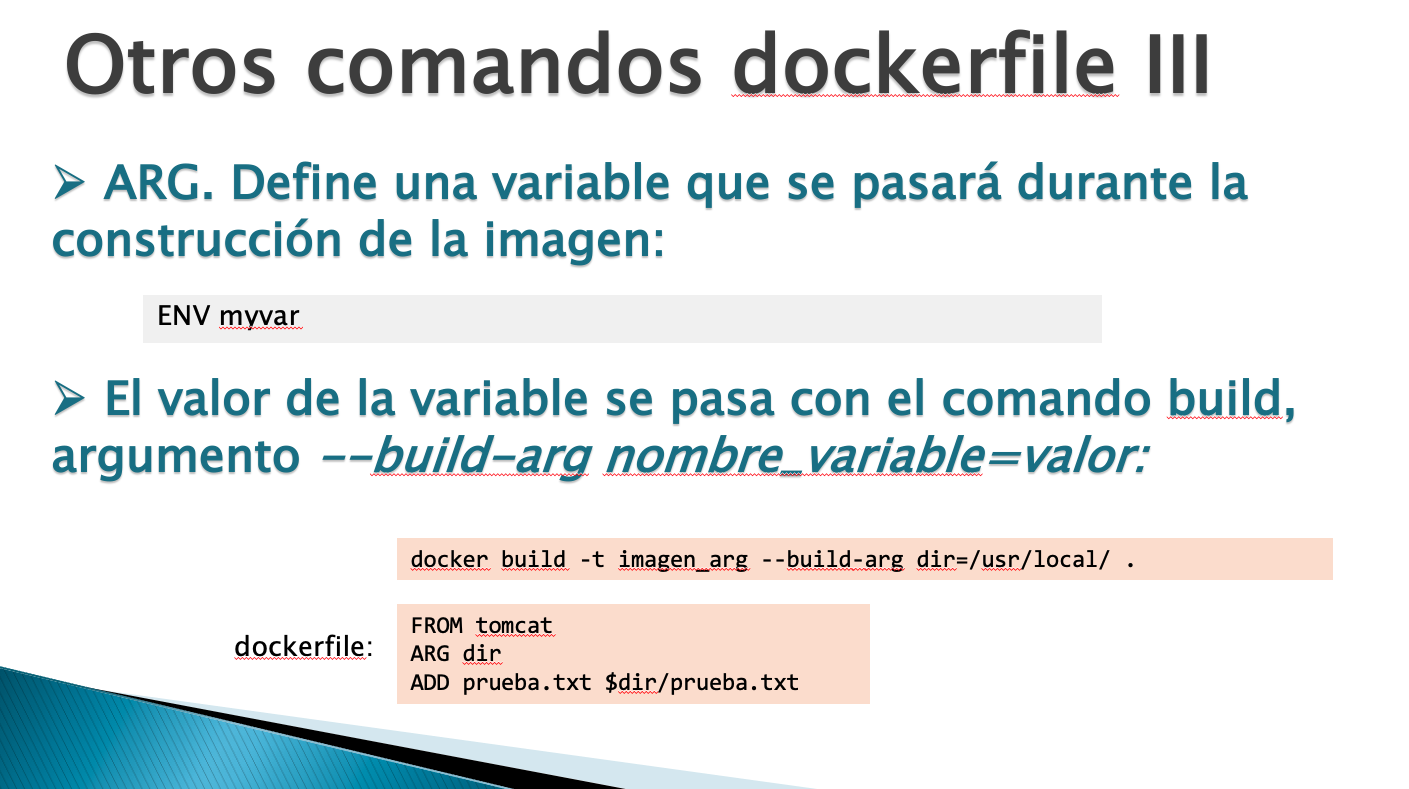 Otros comandos dockerfile III
➢ ARG. Define una variable que se pasará durante la
construcción de la imagen:
ENV myvar
➢ El valor de la variable se pasa con el comando build,
argumento --build-arg nombre_variable=valor:
docker build -t imagen_arg --build-arg dir=/usr/local/ .
dockerfile:
FROM tomcat
ARG dir
ADD prueba.txt $dir/prueba.txt